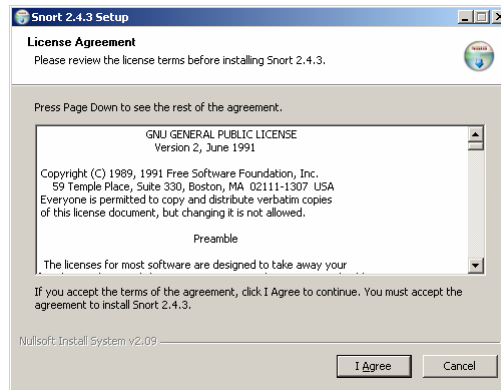 Snort 2.4.3 Setup
License Agreement
Please review the license terms before installing Snort 2.4.3.
Press Page Down to see the rest of the agreement.
GNU GENERAL PUBLIC LICENSE
Version 2, June 1991
Copyright (C) 1989, 1991 Free Software Foundation, Inc.
59 Temple Place, Suite 330, Boston, MA 02111-1307 USA
Everyone is permitted to copy and distribute verbatim copies
of this license document, but changing it is not allowed.
Preamble
The licenses for most software are designed to take away your
If you accept the terms of the agreement, click I Agree to continue. You must accept the
agreement to install Snort 2.4.3.
Nullsoft Install System v2.09
I Agree
Cancel